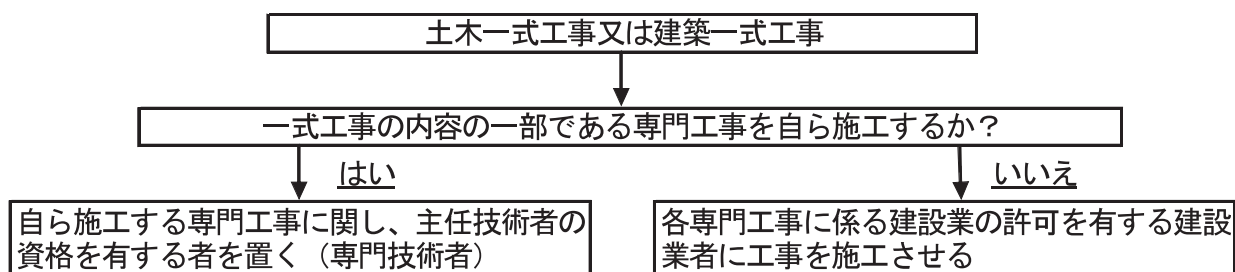 土木一式工事又は建築一式工事
一式工事の内容の一部である専門工事を自ら施工するか？
はい
いいえ
自ら施工する専門工事に関し、主任技術者の
資格を有する者を置く（専門技術者）
各専門工事に係る建設業の許可を有する建設
業者に工事を施工させる